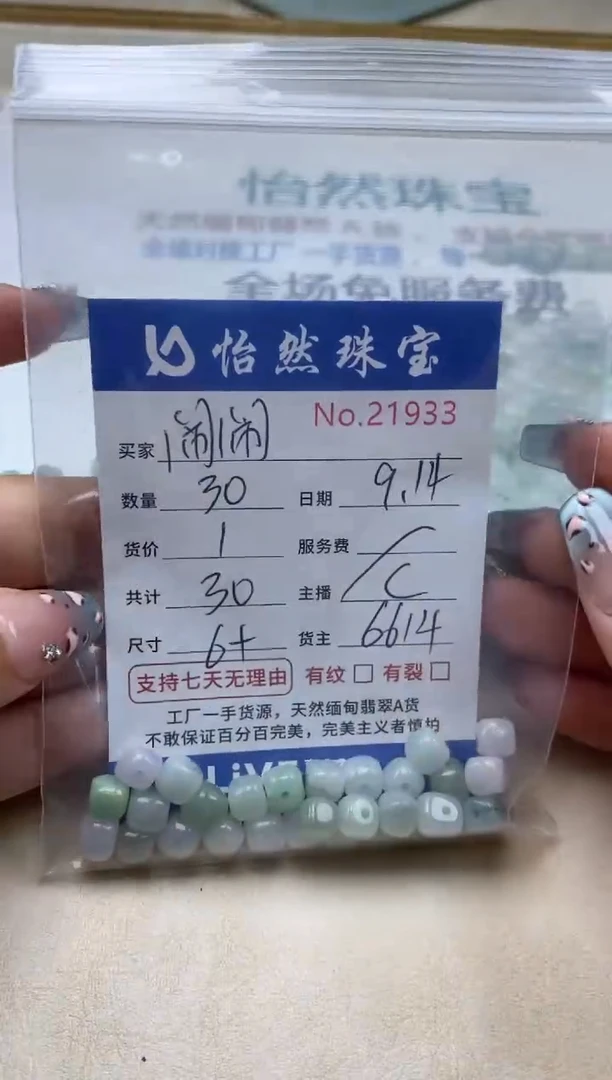 怡然珠宝
全场免服务费
怡然珠宝
No.21933
买家 闹闹
数量 30 日期 9.14
货价 1 服务费
共计 30 主播 C
尺寸 6+ 货主 6614
支持七天无理由 有纹 □ 有裂 □
工厂一手货源，天然缅甸翡翠A货
不敢保证百分百完美，完美主义者慎拍